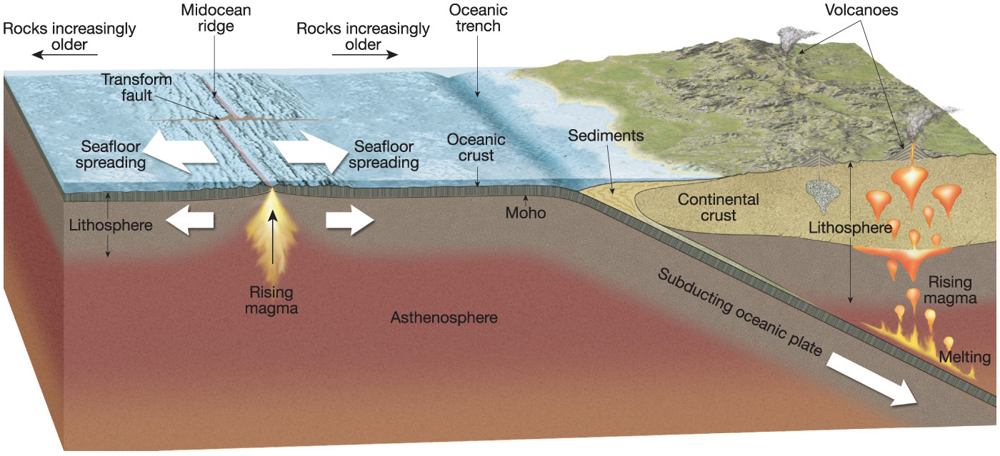 Midocean
ridge
Oceanic
trench
Volcanoes
Rocks increasingly
older
Rocks increasingly
older
Transform
fault
Seafloor
spreading
Seafloor
spreading
Oceanic
crust
Sediments
Continental
crust
Lithosphere
Moho
Lithosphere
Rising
magma
Asthenosphere
Subducting oceanic plate
Rising
magma
Melting